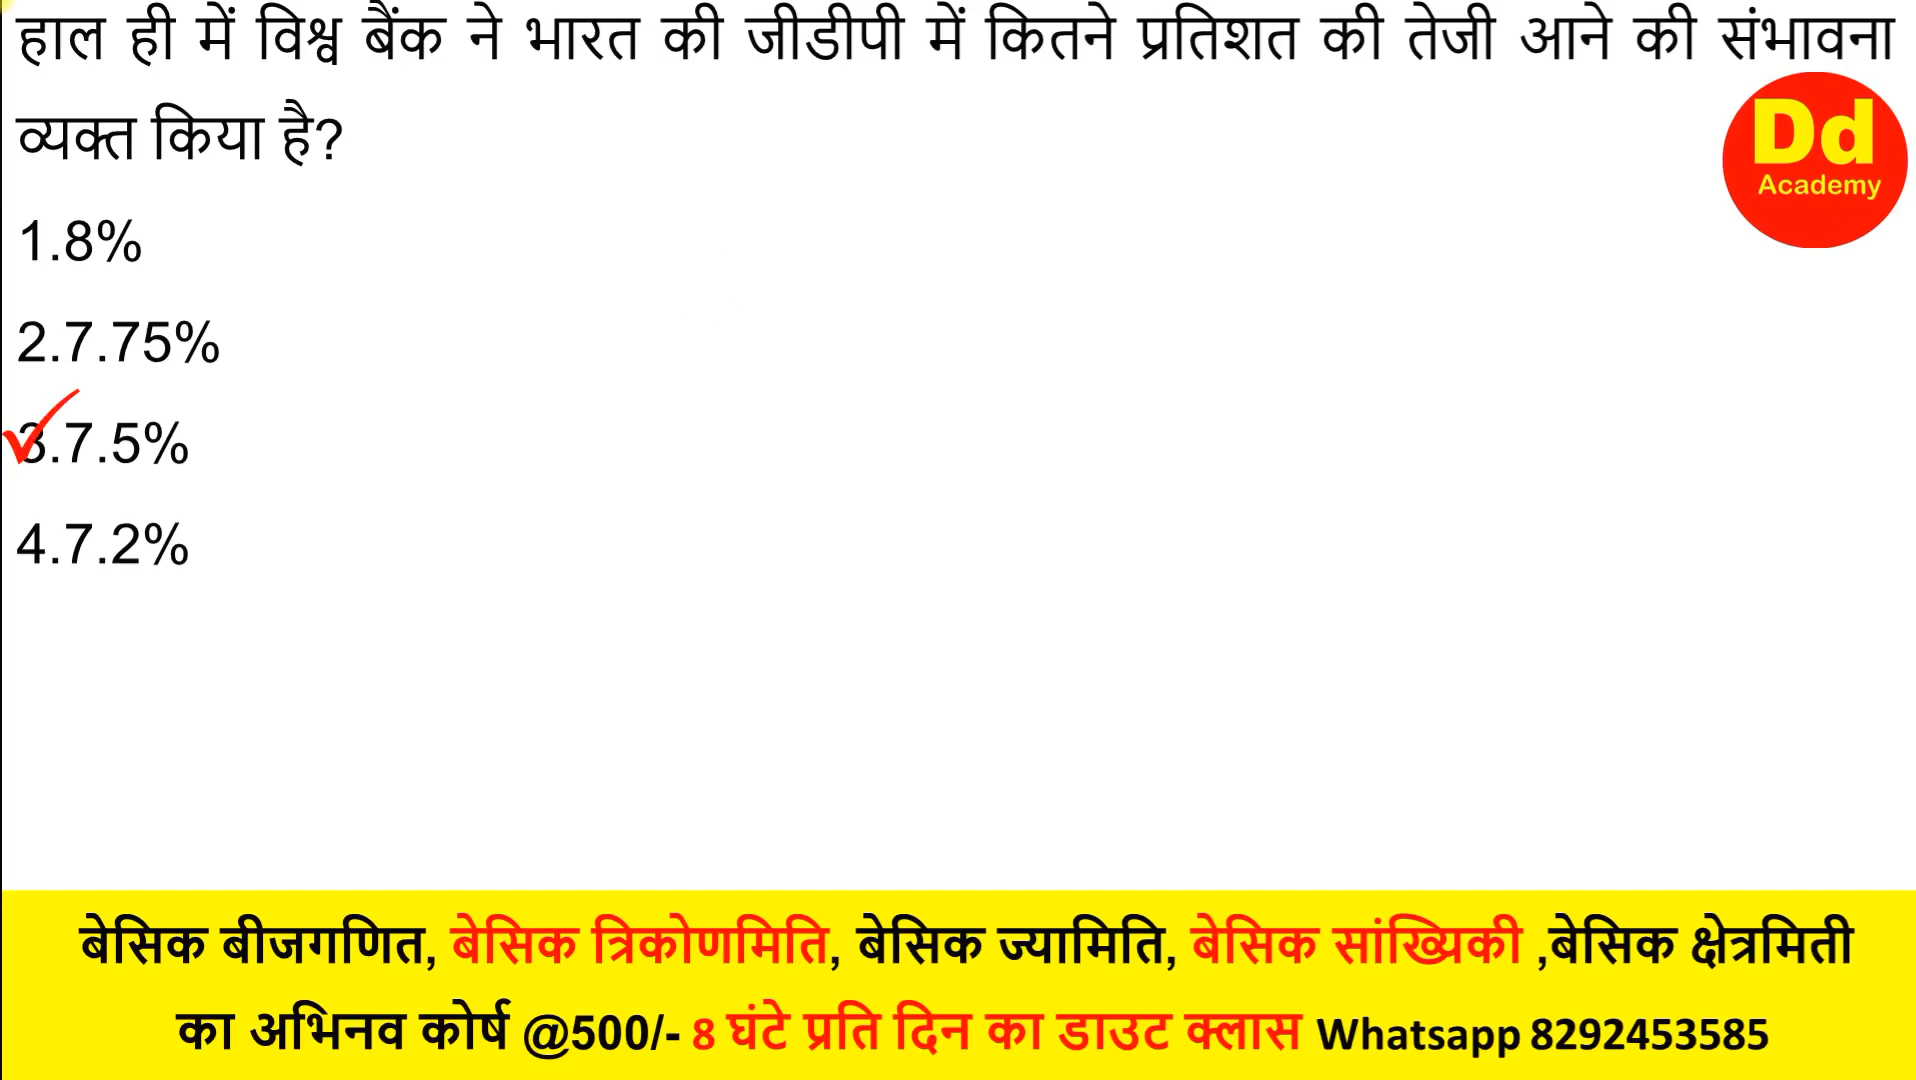 हाल ही में विश्व बैंक ने भारत की जीडीपी में कितने प्रतिशत की तेजी आने की संभावना
व्यक्त किया है?
Dd
Academy
1.8%
2.7.75%
3.7.5%
4.7.2%
बेसिक बीजगणित, बेसिक त्रिकोणमिति, बेसिक ज्यामिति, बेसिक सांख्यिकी ,बेसिक क्षेत्रमिती
का अभिनव कोर्ष @500/- 8 घंटे प्रति दिन का डाउट क्लास Whatsapp 8292453585